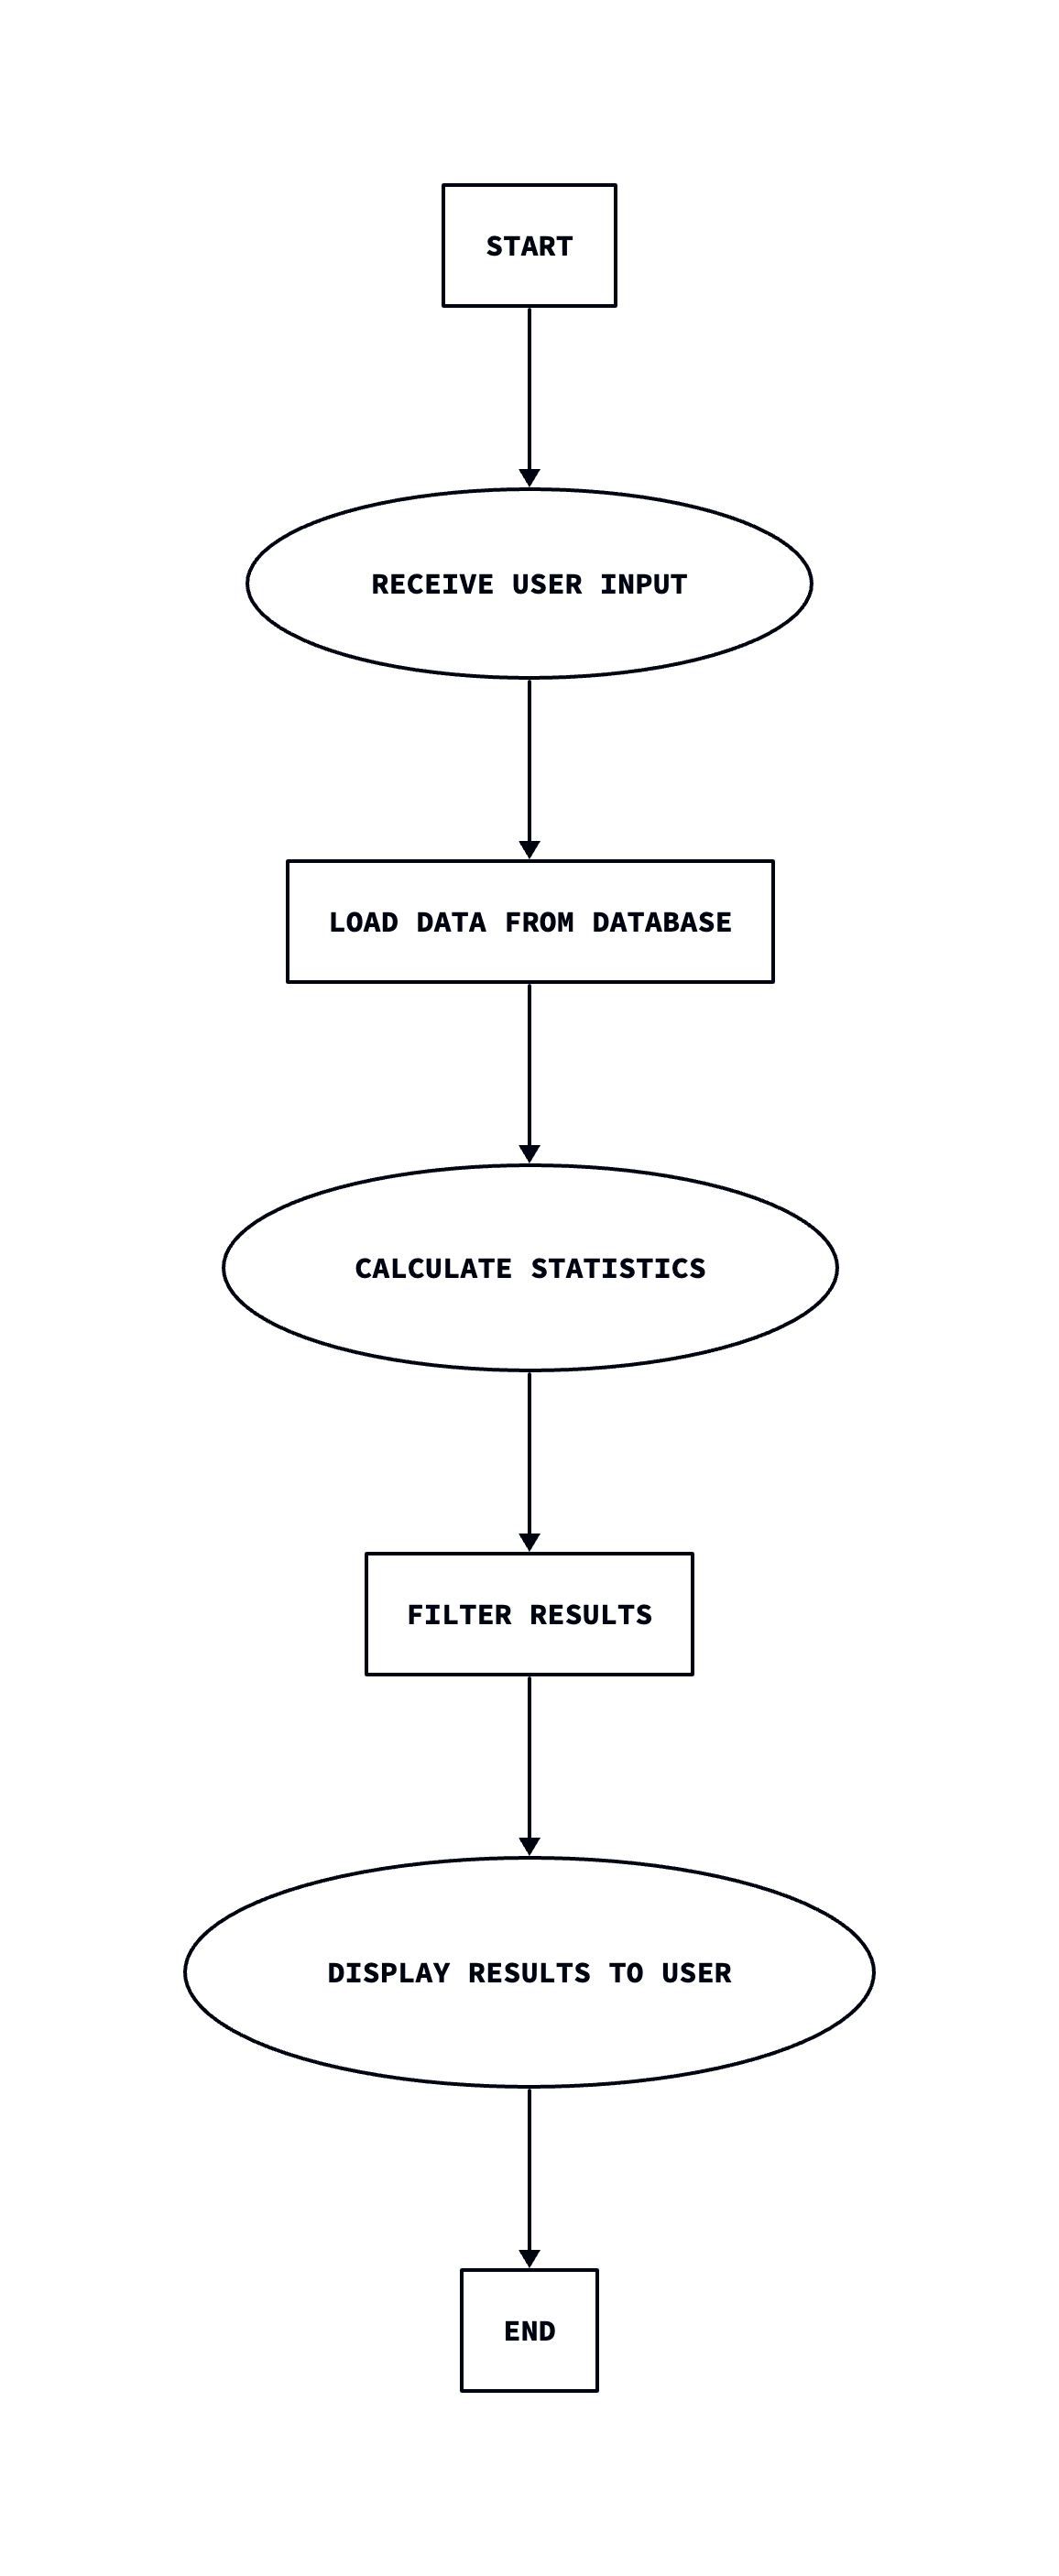 START
RECEIVE USER INPUT
LOAD DATA FROM DATABASE
CALCULATE STATISTICS
FILTER RESULTS
DISPLAY RESULTS TO USER
END